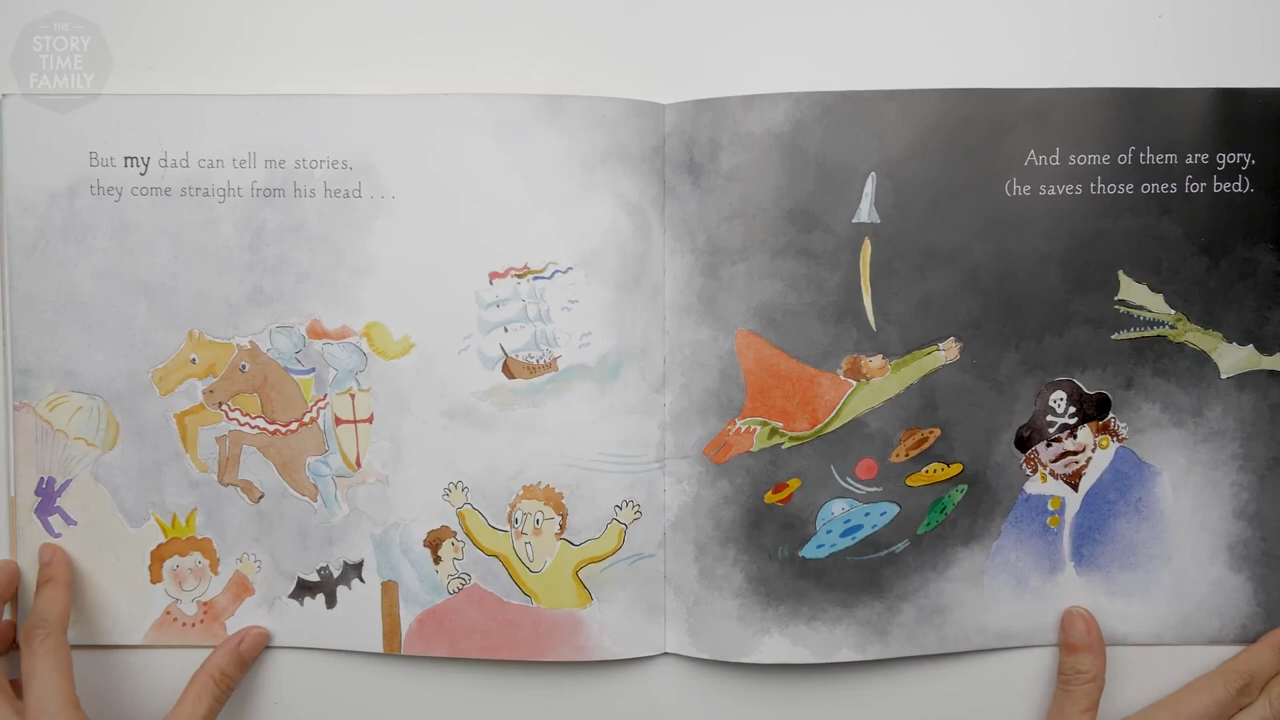 THE
STORY
TIME
FAMILY
But my dad can tell me stories,
they come straight from his head . . .
And some of them are gory,
(he saves those ones for bed).